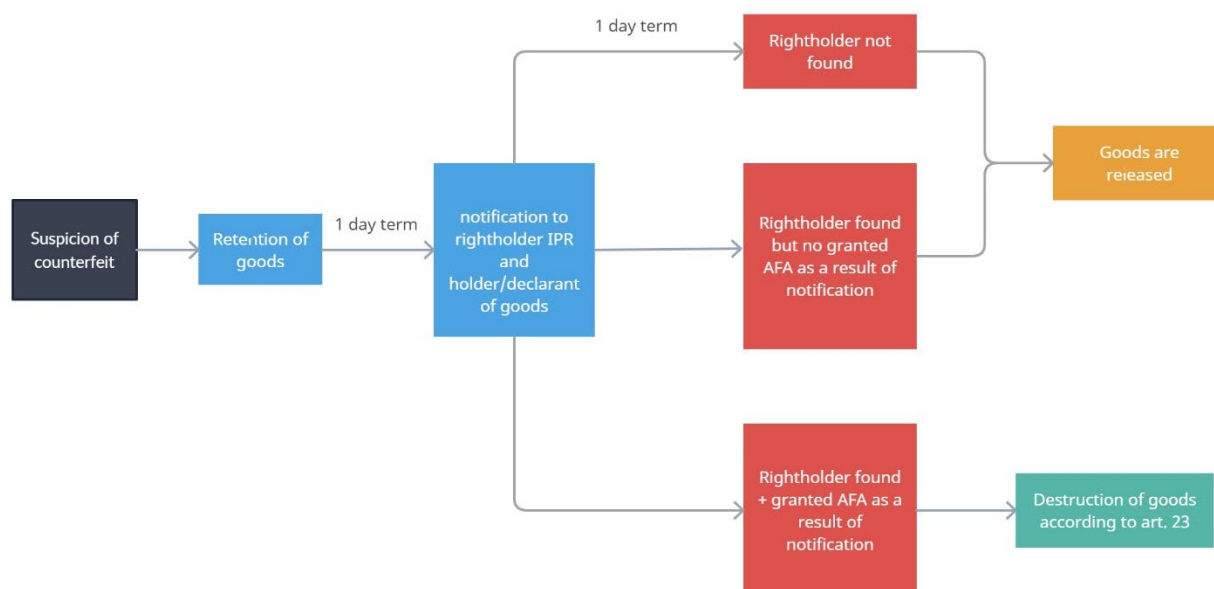 1 day term
Rightholder not
found
Goods are
released
Suspicion of
counterfeit
Retention of
goods
1 day term
notification to
rightholder IPR
and
holder/declarant
of goods
Rightholder found
but no granted
AFA as a result of
notification
Rightholder found
+ granted AFA as a
result of
notification
Destruction of goods
according to art. 23